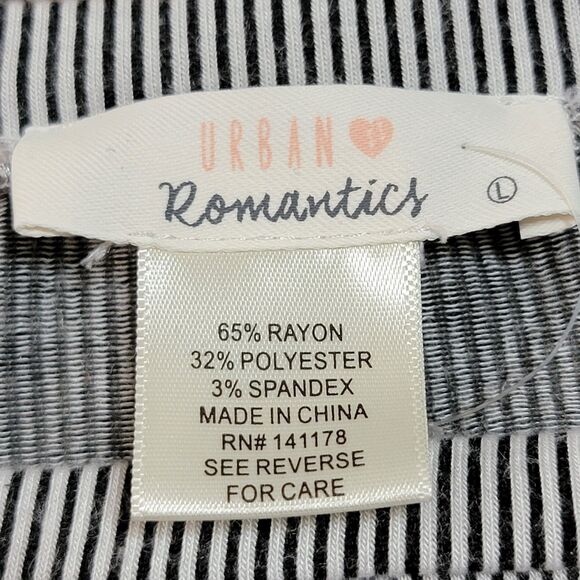 URBAN
Romantics
L
65% RAYON
32% POLYESTER
3% SPANDEX
MADE IN CHINA
RN# 141178
SEE REVERSE
FOR CARE